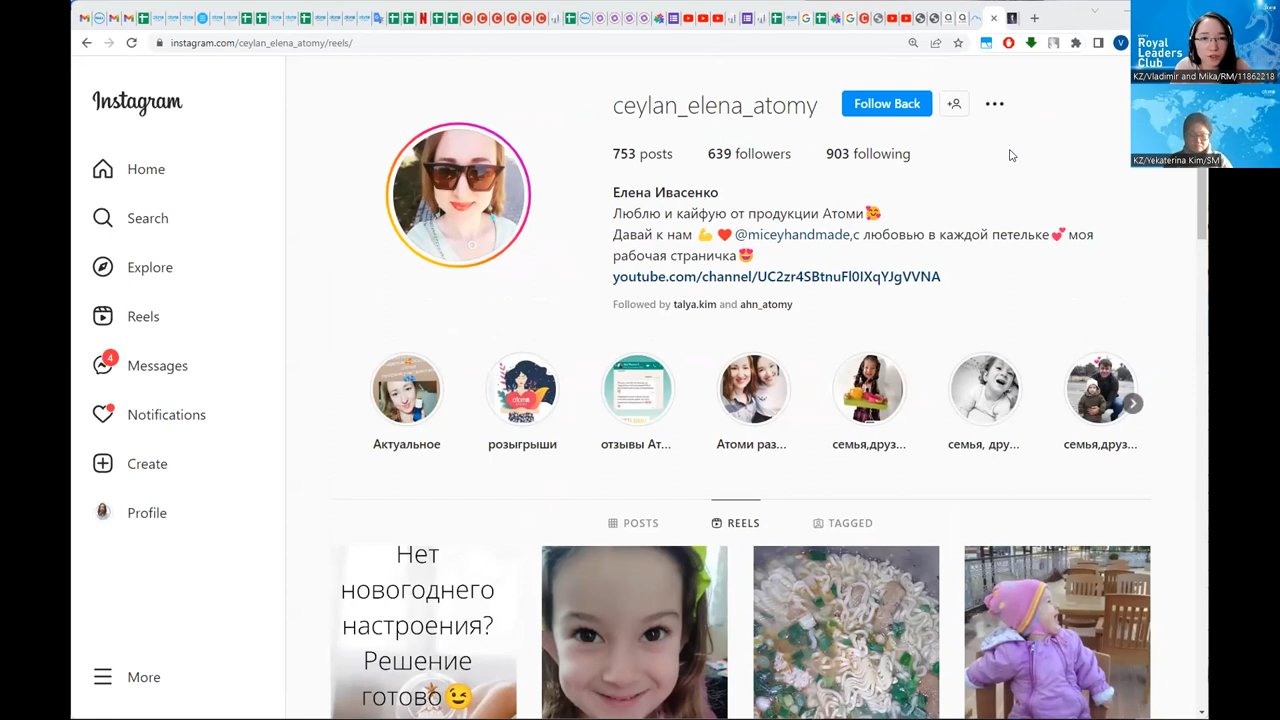 instagram.com/ceylan_elena_atomy/reels/
V
atomy
Royal
Leaders
Club
KZ/Vladimir and Mika/RM/11862218
KZ/Yekaterina Kim/SM
Instagram
Home
Search
Explore
Reels
4
Messages
Notifications
Create
Profile
More
ceylan_elena_atomy
Follow Back
753 posts
639 followers
903 following
Елена Ивасенко
Люблю и кайфую от продукции Атоми🥰
Давай к нам 💪 ❤️ @miceyhandmade,с любовью в каждой петельке💕 моя
рабочая страничка😍
youtube.com/channel/UC2zr4SBtnuFl0IXqYJgVVNA
Followed by talya.kim and ahn_atomy
Актуальное
розыгрыши
отзывы Ат...
Атоми раз...
семья,друз...
семья, дру...
семья,друз...
POSTS
REELS
TAGGED
Нет
новогоднего
настроения?
Решение
готово😉